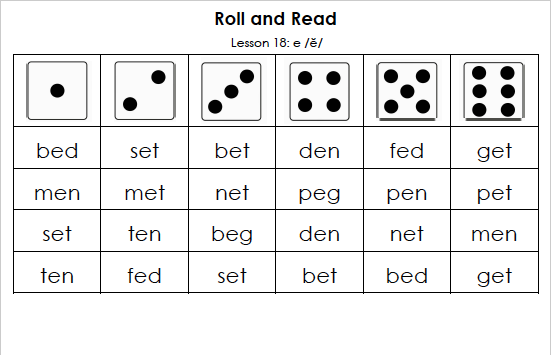 Roll and Read
Lesson 18: e /ĕ/
bed set bet den fed get
men met net peg pen pet
set ten beg den net men
ten fed set bet bed get